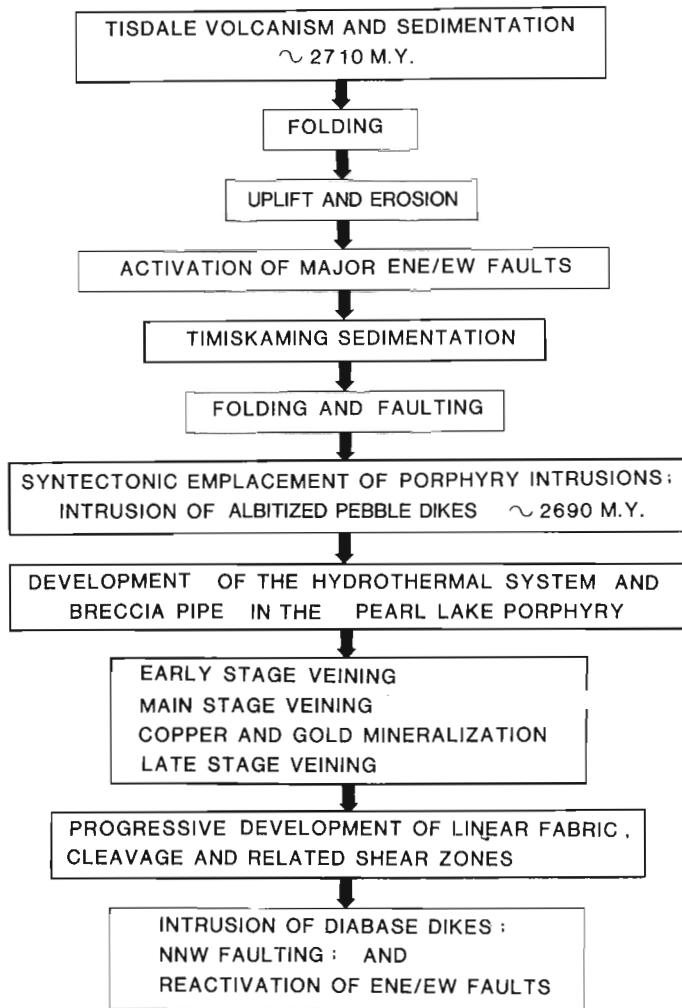 TISDALE VOLCANISM AND SEDIMENTATION
~ 2710 M.Y.
FOLDING
UPLIFT AND EROSION
ACTIVATION OF MAJOR ENE/EW FAULTS
TIMISKAMING SEDIMENTATION
FOLDING AND FAULTING
SYNTECTONIC EMPLACEMENT OF PORPHYRY INTRUSIONS;
INTRUSION OF ALBITIZED PEBBLE DIKES ~ 2690 M.Y.
DEVELOPMENT OF THE HYDROTHERMAL SYSTEM AND
BRECCIA PIPE IN THE PEARL LAKE PORPHYRY
EARLY STAGE VEINING
MAIN STAGE VEINING
COPPER AND GOLD MINERALIZATION
LATE STAGE VEINING
PROGRESSIVE DEVELOPMENT OF LINEAR FABRIC,
CLEAVAGE AND RELATED SHEAR ZONES
INTRUSION OF DIABASE DIKES;
NNW FAULTING; AND
REACTIVATION OF ENE/EW FAULTS